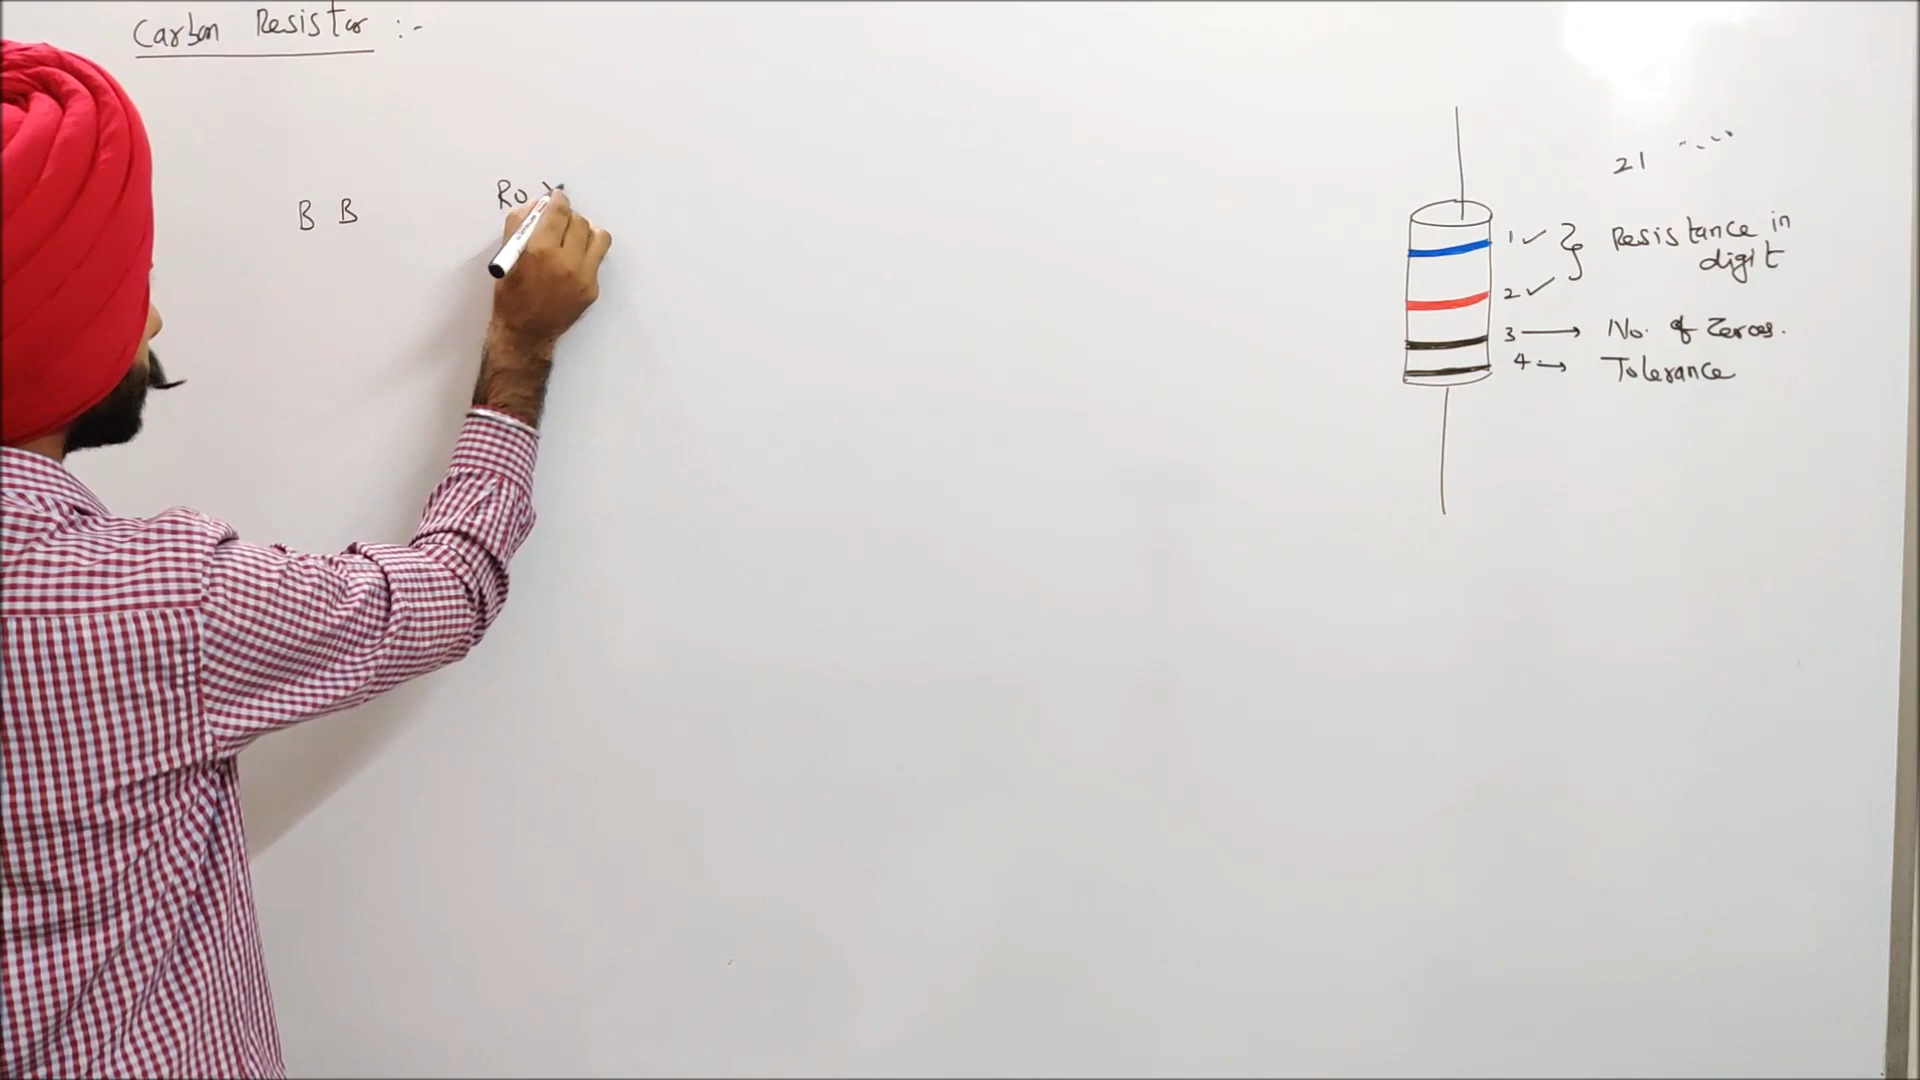 Carbon Resistor :-
B B Ro Y
21
1 Resistance in
digit
2
3 → No. of Zeroes.
4 → Tolerance